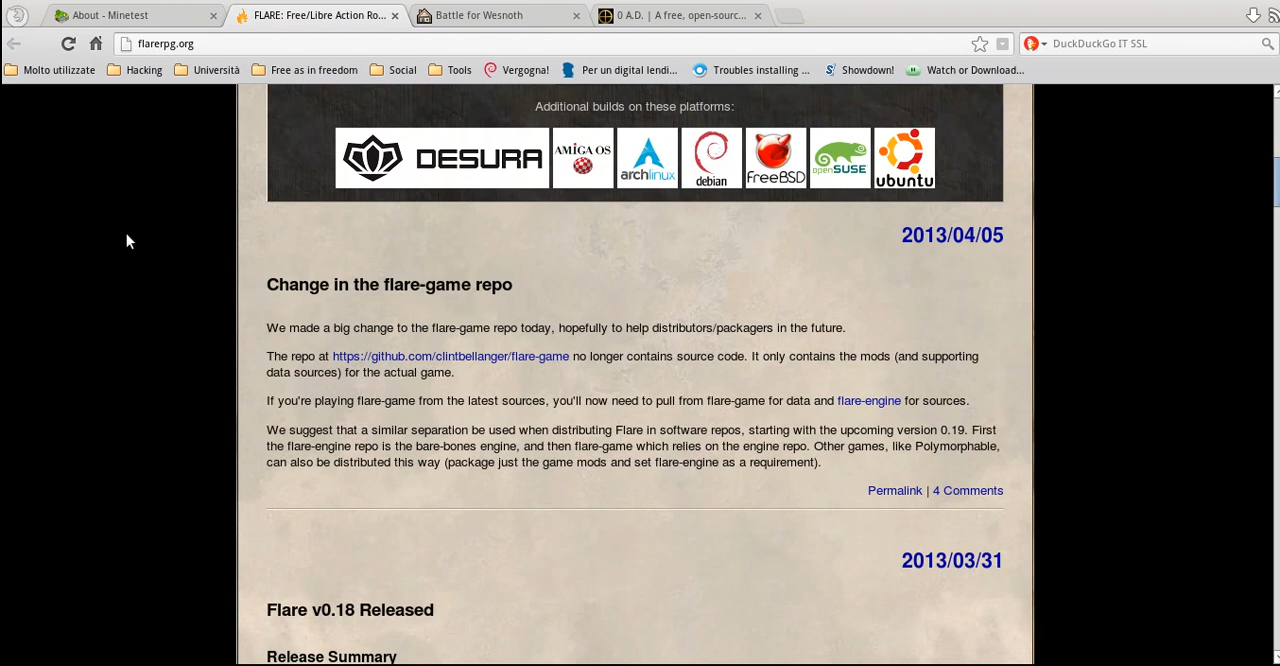 About - Minetest
FLARE: Free/Libre Action Ro...
Battle for Wesnoth
0 A.D. | A free, open-sourc...
flarerpg.org
DuckDuckGo IT SSL
Molto utilizzate
Hacking
Università
Free as in freedom
Social
Tools
Vergogna!
Per un digital lendi...
Troubles installing ...
Showdown!
Watch or Download...
Additional builds on these platforms:
DESURA
AMIGA OS
archlinux
debian
FreeBSD
openSUSE
ubuntu
2013/04/05
Change in the flare-game repo
We made a big change to the flare-game repo today, hopefully to help distributors/packagers in the future.
The repo at https://github.com/clintbellanger/flare-game no longer contains source code. It only contains the mods (and supporting
data sources) for the actual game.
If you're playing flare-game from the latest sources, you'll now need to pull from flare-game for data and flare-engine for sources.
We suggest that a similar separation be used when distributing Flare in software repos, starting with the upcoming version 0.19. First
the flare-engine repo is the bare-bones engine, and then flare-game which relies on the engine repo. Other games, like Polymorphable,
can also be distributed this way (package just the game mods and set flare-engine as a requirement).
Permalink | 4 Comments
2013/03/31
Flare v0.18 Released
Release Summary